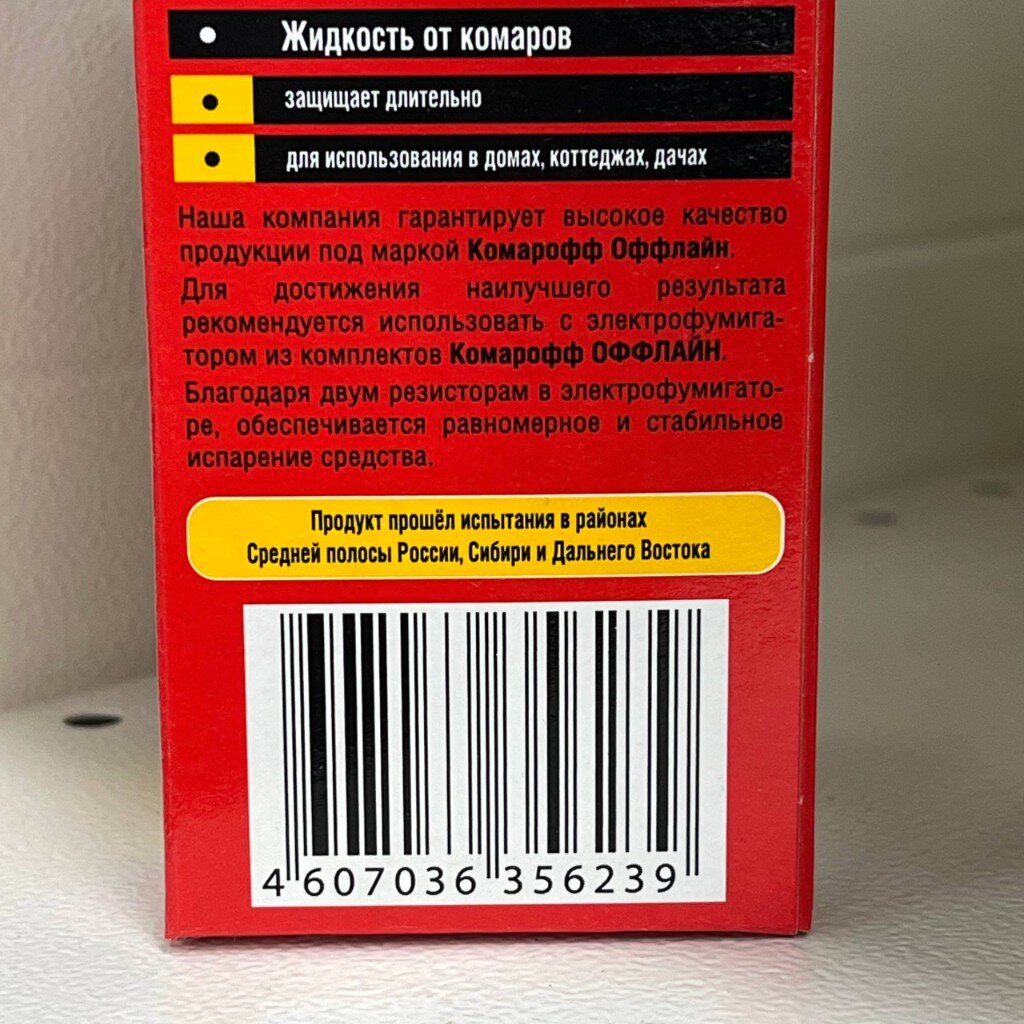 Жидкость от комаров
защищает длительно
для использования в домах, коттеджах, дачах
Наша компания гарантирует высокое качество
продукции под маркой Комарофф Оффлайн.
Для достижения наилучшего результата
рекомендуется использовать с электрофумига-
тором из комплектов Комарофф ОФФЛАЙН.
Благодаря двум резисторам в электрофумигато-
ре, обеспечивается равномерное и стабильное
испарение средства.
Продукт прошёл испытания в районах
Средней полосы России, Сибири и Дальнего Востока
4 607036 356239